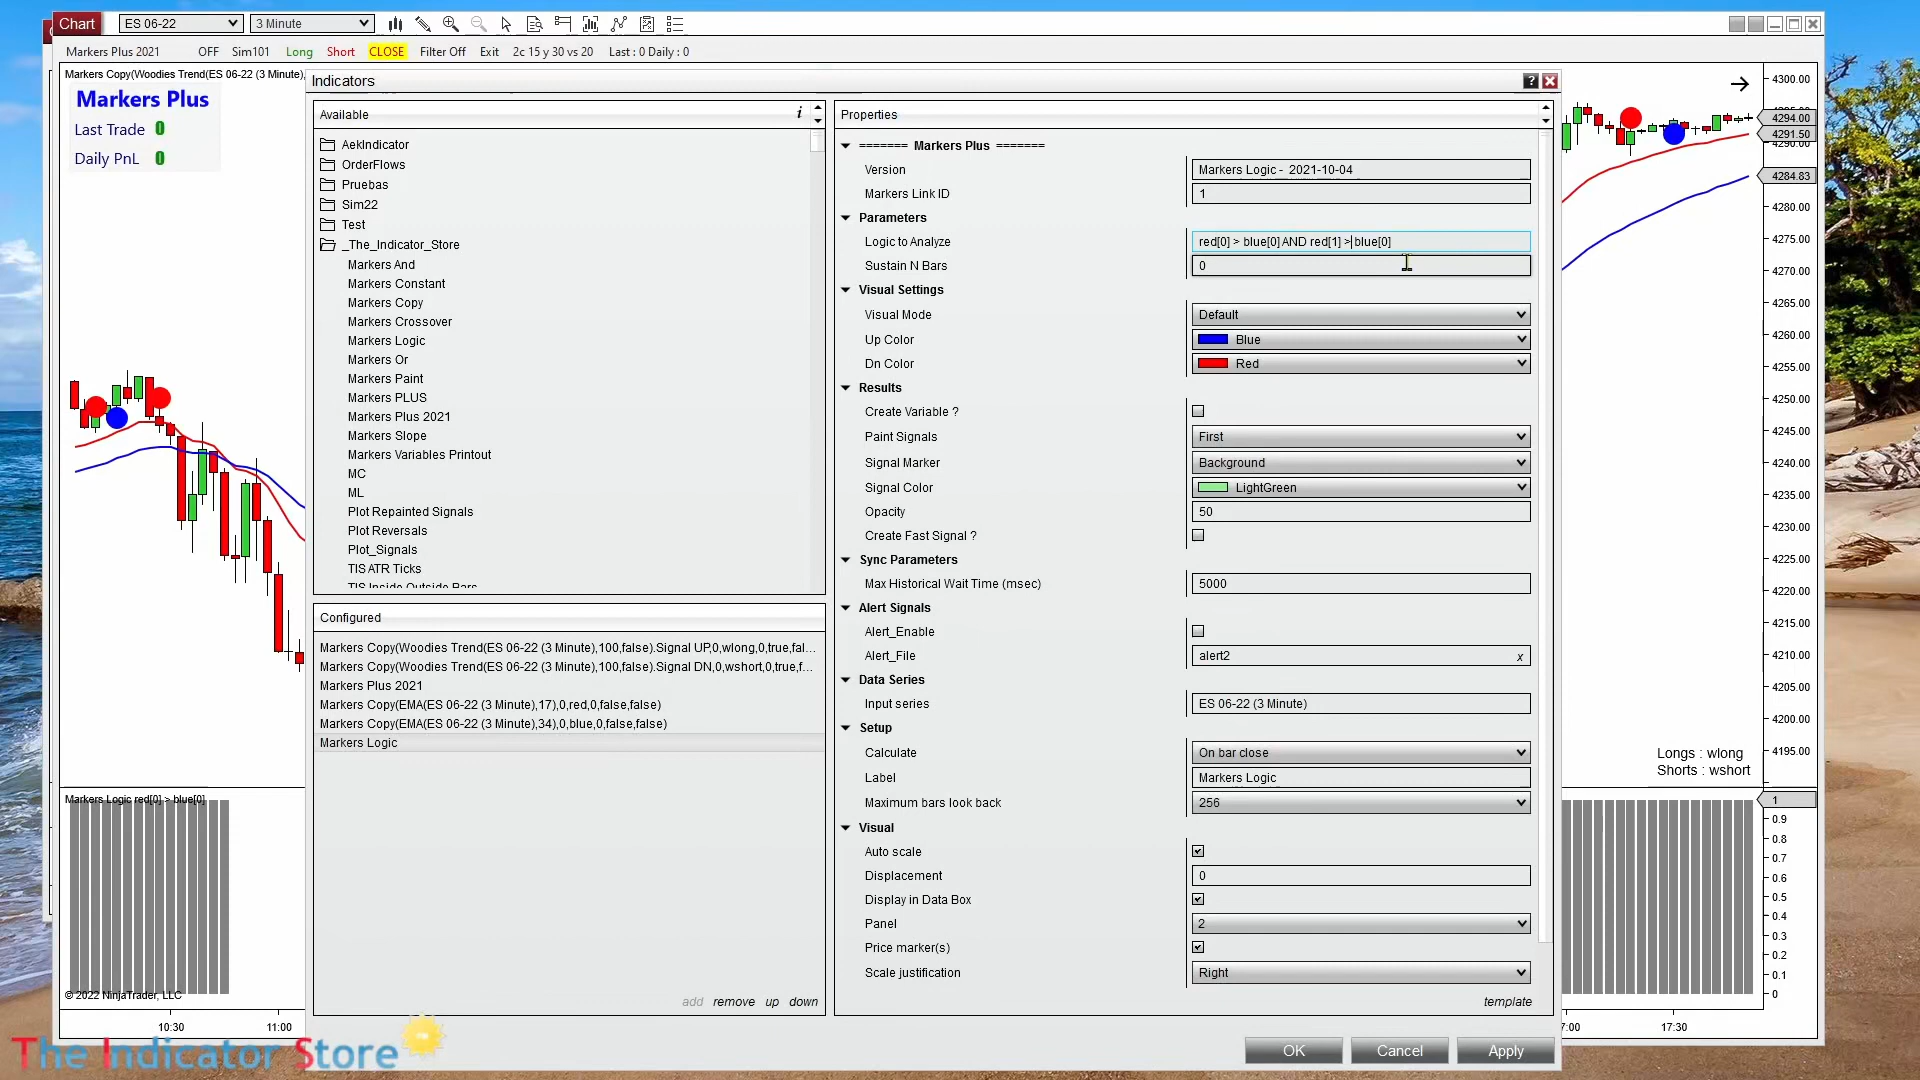 Chart
ES 06-22
3 Minute
Markers Plus 2021 OFF Sim101 Long Short CLOSE Filter Off Exit 2c 15 y 30 vs 20 Last : 0 Daily : 0
Markers Copy(Woodies Trend(ES 06-22 (3 Minute),
Markers Plus
Last Trade 0
Daily PnL 0
Indicators
Available
AekIndicator
OrderFlows
Pruebas
Sim22
Test
_The_Indicator_Store
Markers And
Markers Constant
Markers Copy
Markers Crossover
Markers Logic
Markers Or
Markers Paint
Markers PLUS
Markers Plus 2021
Markers Slope
Markers Variables Printout
MC
ML
Plot Repainted Signals
Plot Reversals
Plot_Signals
TIS ATR Ticks
TIS Inside Outside Bars
Configured
Markers Copy(Woodies Trend(ES 06-22 (3 Minute),100,false).Signal UP,0,wlong,0,true,fal...
Markers Copy(Woodies Trend(ES 06-22 (3 Minute),100,false).Signal DN,0,wshort,0,true,f...
Markers Plus 2021
Markers Copy(EMA(ES 06-22 (3 Minute),17),0,red,0,false,false)
Markers Copy(EMA(ES 06-22 (3 Minute),34),0,blue,0,false,false)
Markers Logic
add remove up down
Properties
======= Markers Plus =======
Version Markers Logic - 2021-10-04
Markers Link ID 1
Parameters
Logic to Analyze red[0] > blue[0] AND red[1] > blue[0]
Sustain N Bars 0
Visual Settings
Visual Mode Default
Up Color Blue
Dn Color Red
Results
Create Variable ?
Paint Signals First
Signal Marker Background
Signal Color LightGreen
Opacity 50
Create Fast Signal ?
Sync Parameters
Max Historical Wait Time (msec) 5000
Alert Signals
Alert_Enable
Alert_File alert2 x
Data Series
Input series ES 06-22 (3 Minute)
Setup
Calculate On bar close
Label Markers Logic
Maximum bars look back 256
Visual
Auto scale
Displacement 0
Display in Data Box
Panel 2
Price marker(s)
Scale justification Right
template
OK Cancel Apply
4300.00
4294.00
4291.50
4284.83
4280.00
4275.00
4270.00
4265.00
4260.00
4255.00
4250.00
4245.00
4240.00
4235.00
4230.00
4225.00
4220.00
4215.00
4210.00
4205.00
4200.00
4195.00
Longs : wlong
Shorts : wshort
Markers Logic red[0] > blue[0]
1
0.9
0.8
0.7
0.6
0.5
0.4
0.3
0.2
0.1
0
© 2022 NinjaTrader, LLC
10:30 11:00 17:30
The Indicator Store